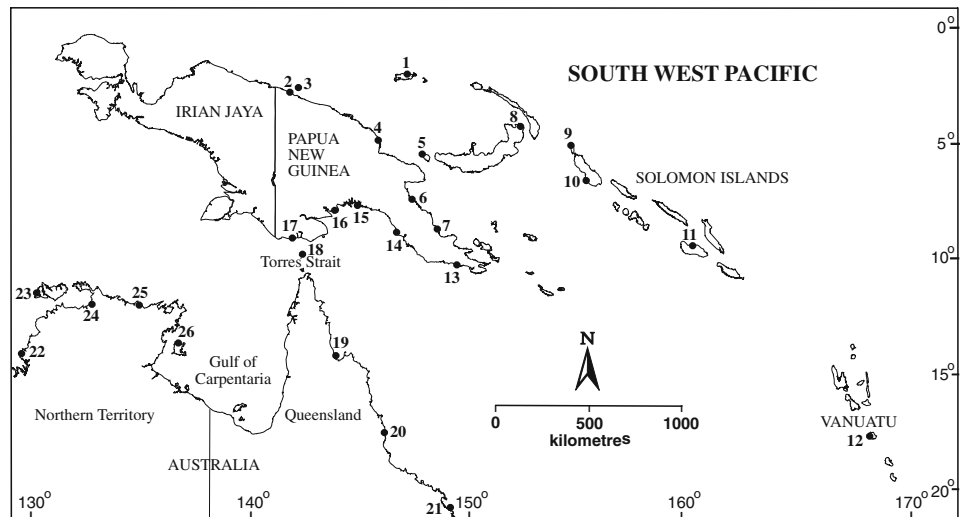 0°
1
SOUTH WEST PACIFIC
2 3
IRIAN JAYA
PAPUA
NEW
GUINEA
4
5
8
9
5°
10
SOLOMON ISLANDS
6
7
16
15
14
11
17
18
Torres Strait
13
10°
23
24
25
26
22
19
Gulf of
Carpentaria
N
15°
Northern Territory
Queensland
0 500 1000
kilometres
VANUATU
12
20
AUSTRALIA
21
130° 140° 150° 160° 170° 20°